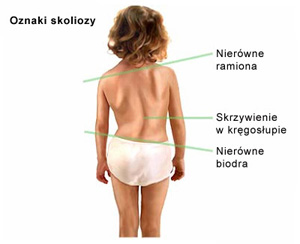 Oznaki skoliozy
Nierówne
ramiona
Skrzywienie
w kręgosłupie
Nierówne
biodra